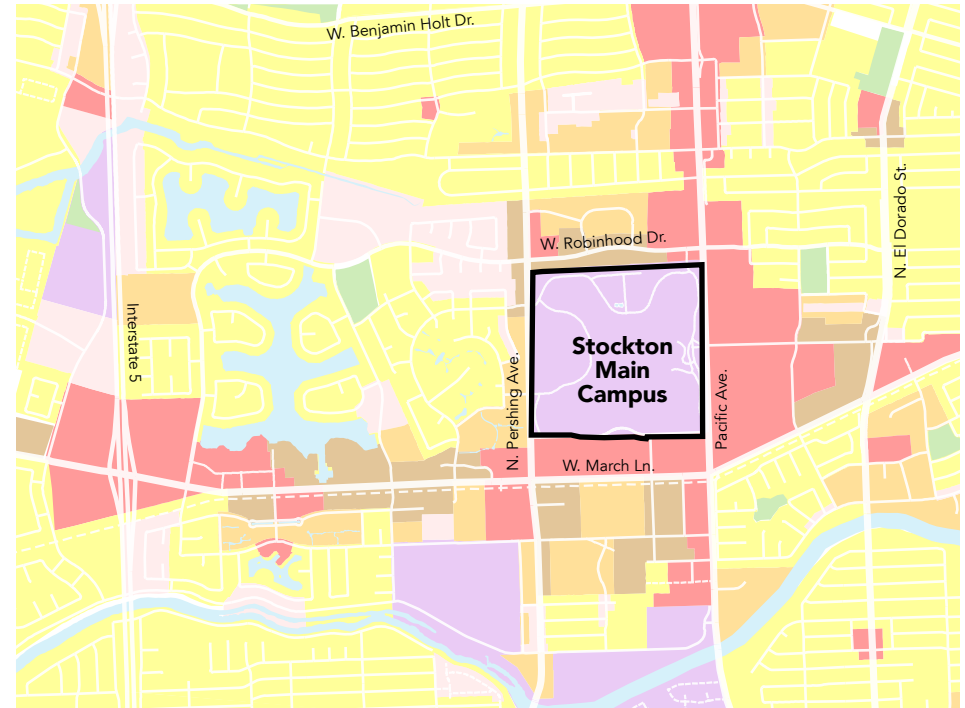 W. Benjamin Holt Dr.
N. El Dorado St.
W. Robinhood Dr.
Interstate 5
Stockton
Main
Campus
N. Pershing Ave.
Pacific Ave.
W. March Ln.